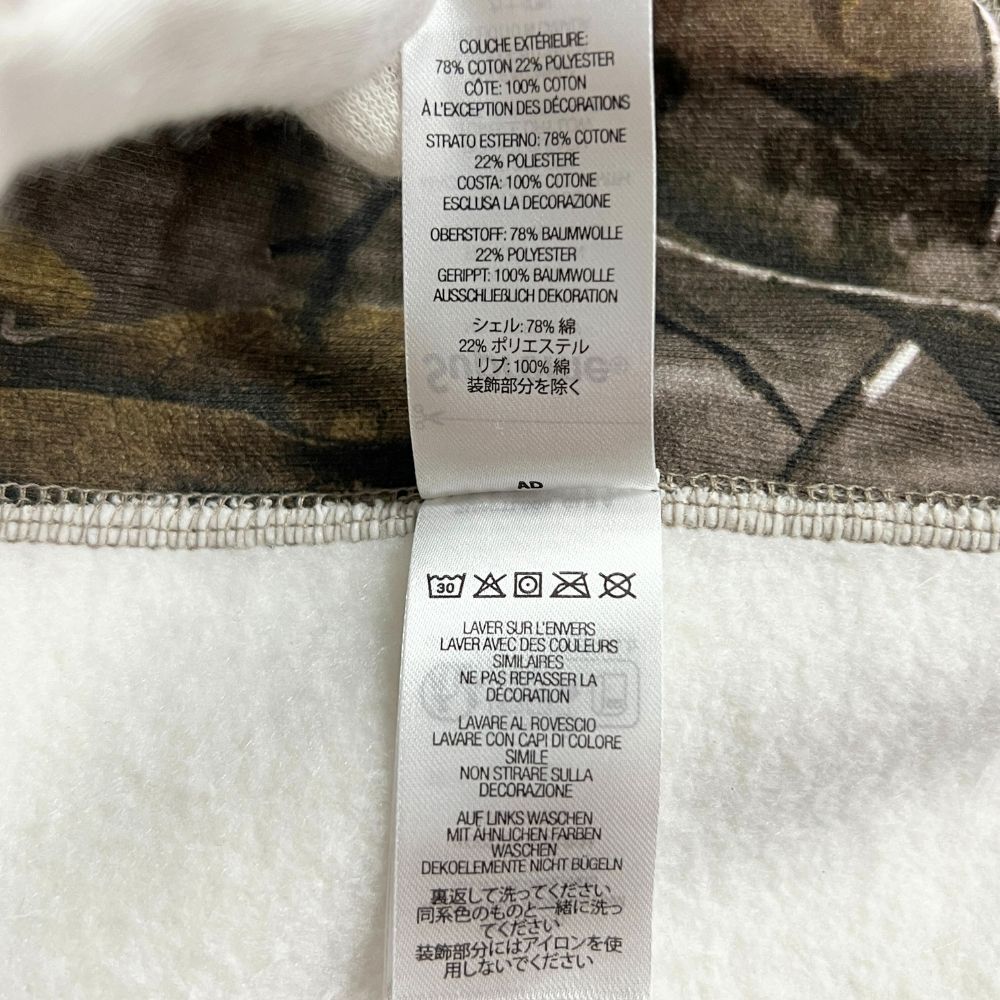 COUCHE EXTÉRIEURE:
78% COTON 22% POLYESTER
CÔTE: 100% COTON
À L'EXCEPTION DES DÉCORATIONS
STRATO ESTERNO: 78% COTONE
22% POLIESTERE
COSTA: 100% COTONE
ESCLUSA LA DECORAZIONE
OBERSTOFF: 78% BAUMWOLLE
22% POLYESTER
GERIPPT: 100% BAUMWOLLE
AUSSCHLIEßLICH DEKORATION
シェル: 78% 綿
22% ポリエステル
リブ: 100% 綿
装飾部分を除く
AD
30
LAVER SUR L'ENVERS
LAVER AVEC DES COULEURS
SIMILAIRES
NE PAS REPASSER LA
DÉCORATION
LAVARE AL ROVESCIO
LAVARE CON CAPI DI COLORE
SIMILE
NON STIRARE SULLA
DECORAZIONE
AUF LINKS WASCHEN
MIT ÄHNLICHEN FARBEN
WASCHEN
DEKOELEMENTE NICHT BÜGELN
裏返して洗ってください
同系色のものと一緒に洗っ
てください
装飾部分にはアイロンを使
用しないでください